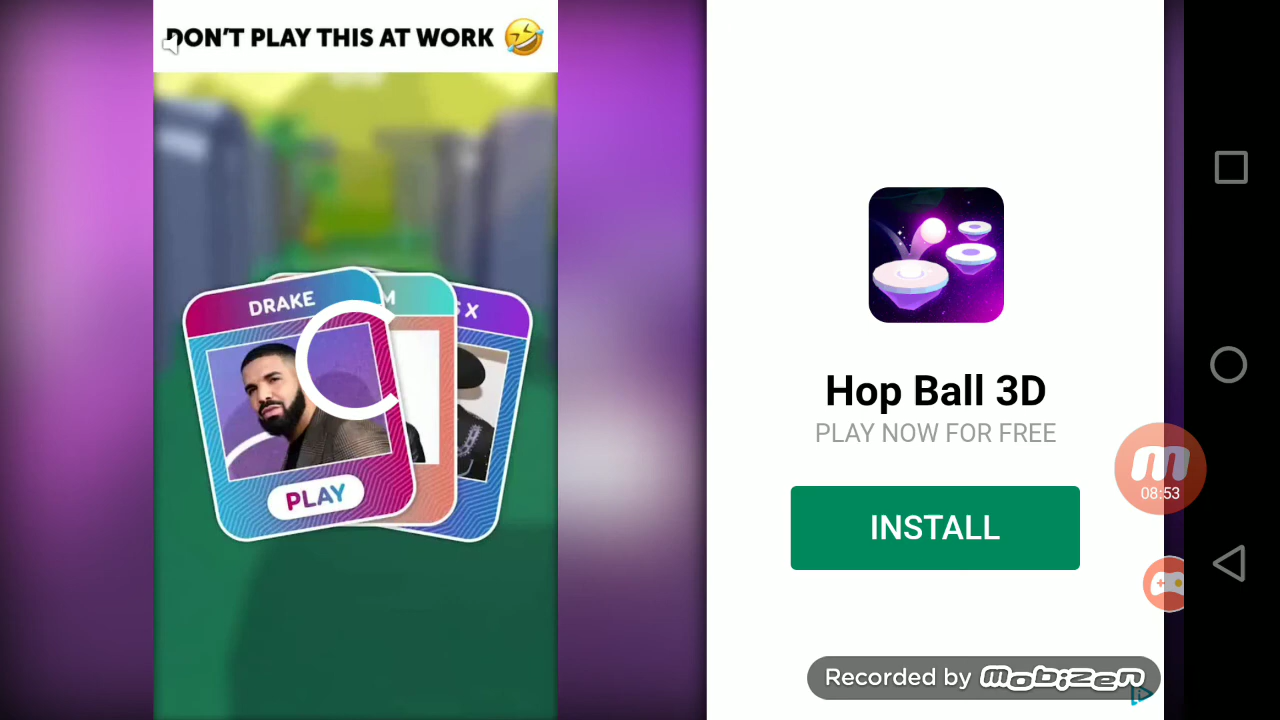 DON'T PLAY THIS AT WORK 🤣
DRAKE
M
S X
PLAY
Hop Ball 3D
PLAY NOW FOR FREE
INSTALL
08:53
Recorded by mobizen